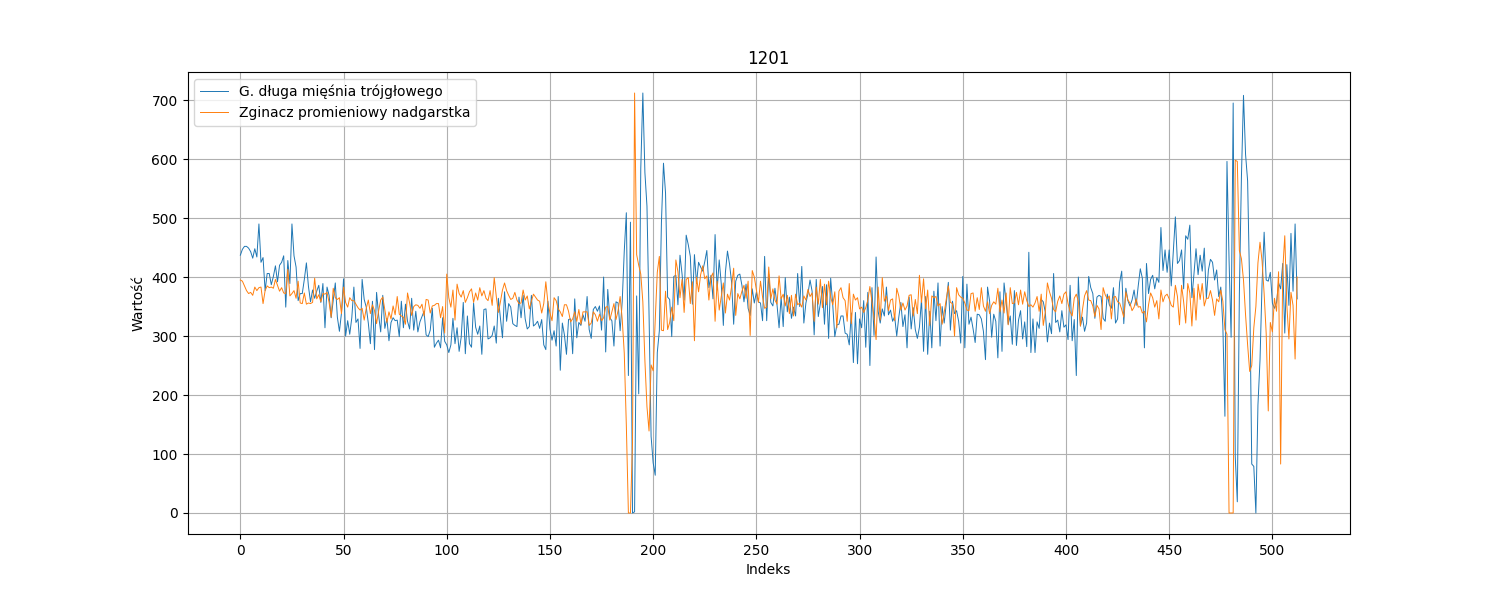 1201
G. długa mięśnia trójgłowego
Zginacz promieniowy nadgarstka
Wartość
700
600
500
400
300
200
100
0
0 50 100 150 200 250 300 350 400 450 500
Indeks